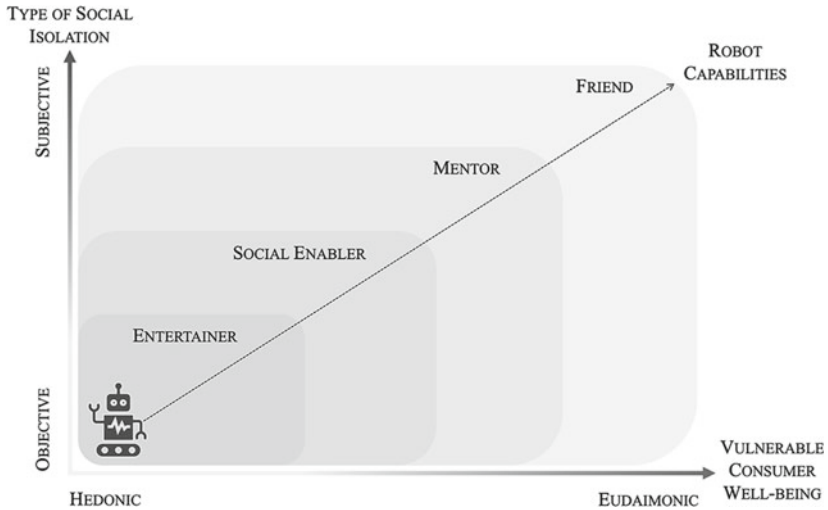 TYPE OF SOCIAL
ISOLATION
ROBOT
CAPABILITIES
FRIEND
SUBJECTIVE
MENTOR
SOCIAL ENABLER
ENTERTAINER
OBJECTIVE
HEDONIC
EUDAIMONIC
VULNERABLE
CONSUMER
WELL-BEING